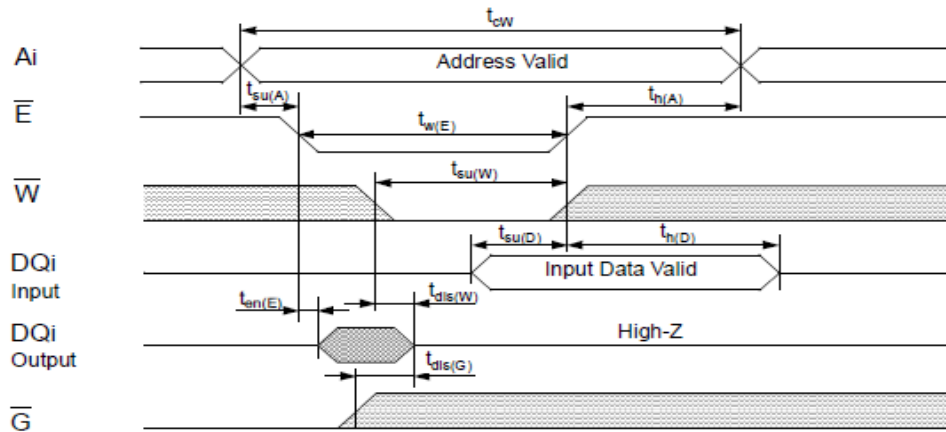 tcW
Ai
Address Valid
tsu(A)
th(A)
E
tw(E)
tsu(W)
W
tsu(D)
th(D)
DQi
Input
Input Data Valid
ten(E)
tdis(W)
DQi
Output
High-Z
tdis(G)
G